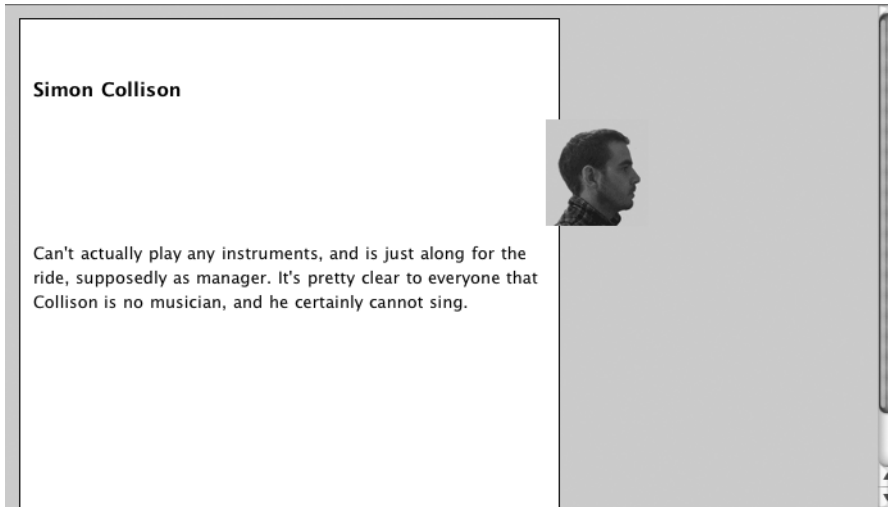 Simon Collison
Can't actually play any instruments, and is just along for the
ride, supposedly as manager. It's pretty clear to everyone that
Collison is no musician, and he certainly cannot sing.